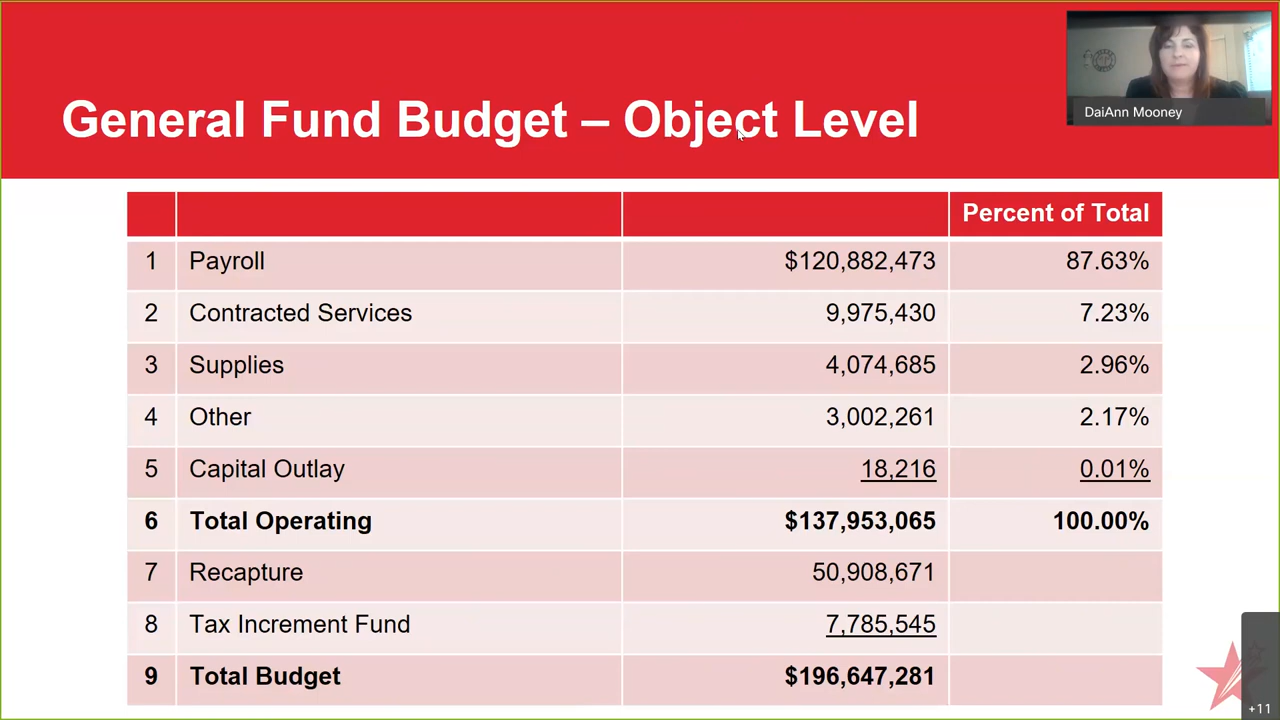 General Fund Budget – Object Level
DaiAnn Mooney
Percent of Total
1 Payroll $120,882,473 87.63%
2 Contracted Services 9,975,430 7.23%
3 Supplies 4,074,685 2.96%
4 Other 3,002,261 2.17%
5 Capital Outlay 18,216 0.01%
6 Total Operating $137,953,065 100.00%
7 Recapture 50,908,671
8 Tax Increment Fund 7,785,545
9 Total Budget $196,647,281
+11